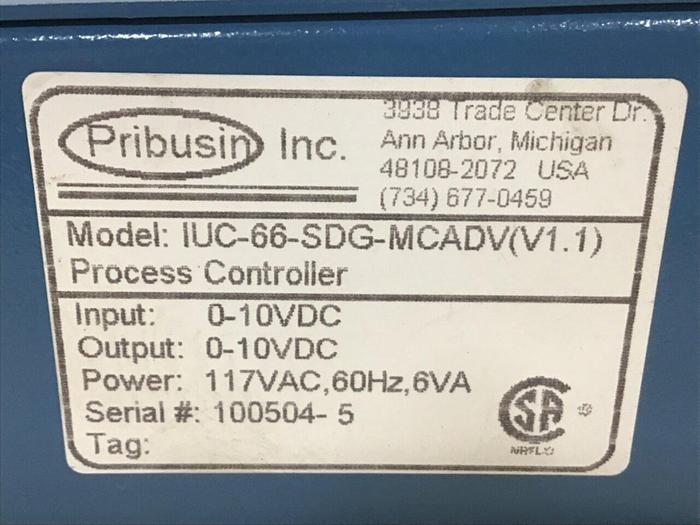 Pribusin Inc.
3938 Trade Center Dr.
Ann Arbor, Michigan
48108-2072 USA
(734) 677-0459
Model: IUC-66-SDG-MCADV(V1.1)
Process Controller
Input: 0-10VDC
Output: 0-10VDC
Power: 117VAC,60Hz,6VA
Serial #: 100504- 5
Tag: